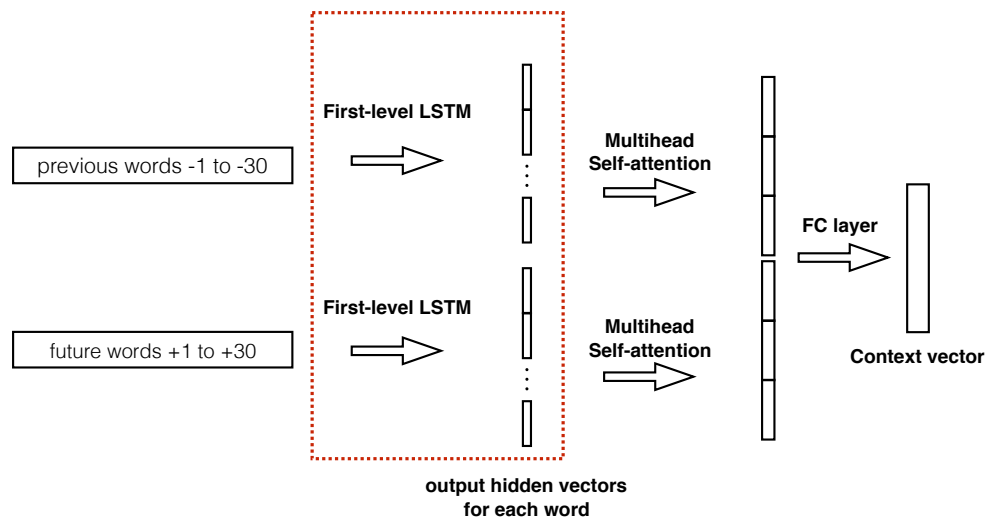 First-level LSTM
previous words -1 to -30
Multihead
Self-attention
FC layer
First-level LSTM
future words +1 to +30
Multihead
Self-attention
Context vector
output hidden vectors
for each word